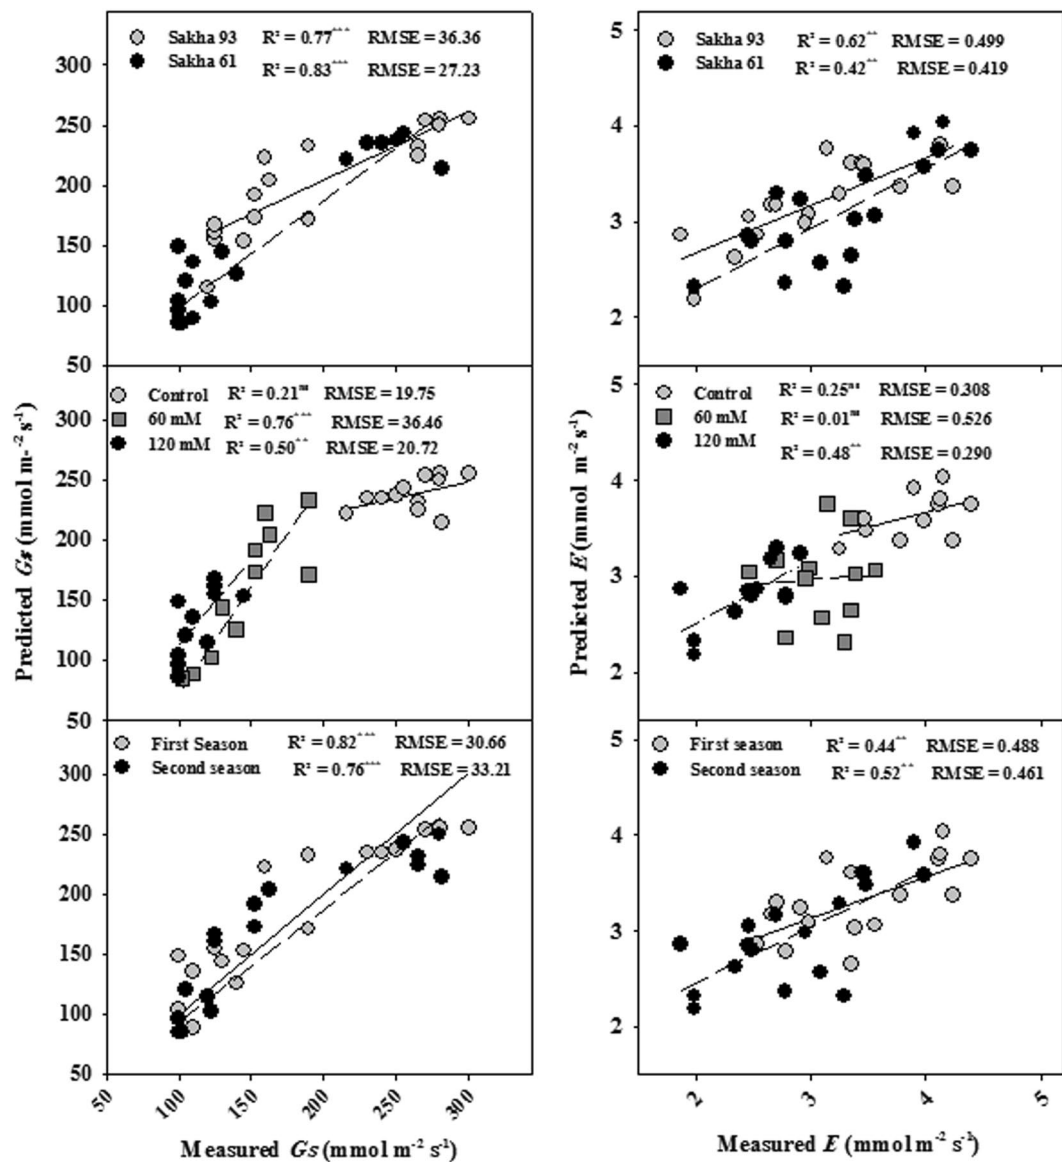 Sakha 93 R² = 0.77*** RMSE = 36.36
Sakha 61 R² = 0.83*** RMSE = 27.23
300
250
200
150
100
50
Sakha 93 R² = 0.62** RMSE = 0.499
Sakha 61 R² = 0.42** RMSE = 0.419
5
4
3
2
Control R² = 0.21ns RMSE = 19.75
60 mM R² = 0.76*** RMSE = 36.46
120 mM R² = 0.50** RMSE = 20.72
300
250
200
150
100
50
Predicted Gs (mmol m-⁻² s⁻¹)
Control R² = 0.25ns RMSE = 0.308
60 mM R² = 0.01ns RMSE = 0.526
120 mM R² = 0.48** RMSE = 0.290
5
4
3
2
Predicted E (mmol m⁻² s⁻¹)
First Season R² = 0.82*** RMSE = 30.66
Second season R² = 0.76*** RMSE = 33.21
300
250
200
150
100
50
50 100 150 200 250 300
Measured Gs (mmol m⁻² s⁻¹)
First season R² = 0.44** RMSE = 0.488
Second season R² = 0.52** RMSE = 0.461
5
4
3
2
2 3 4 5
Measured E (mmol m⁻² s⁻¹)